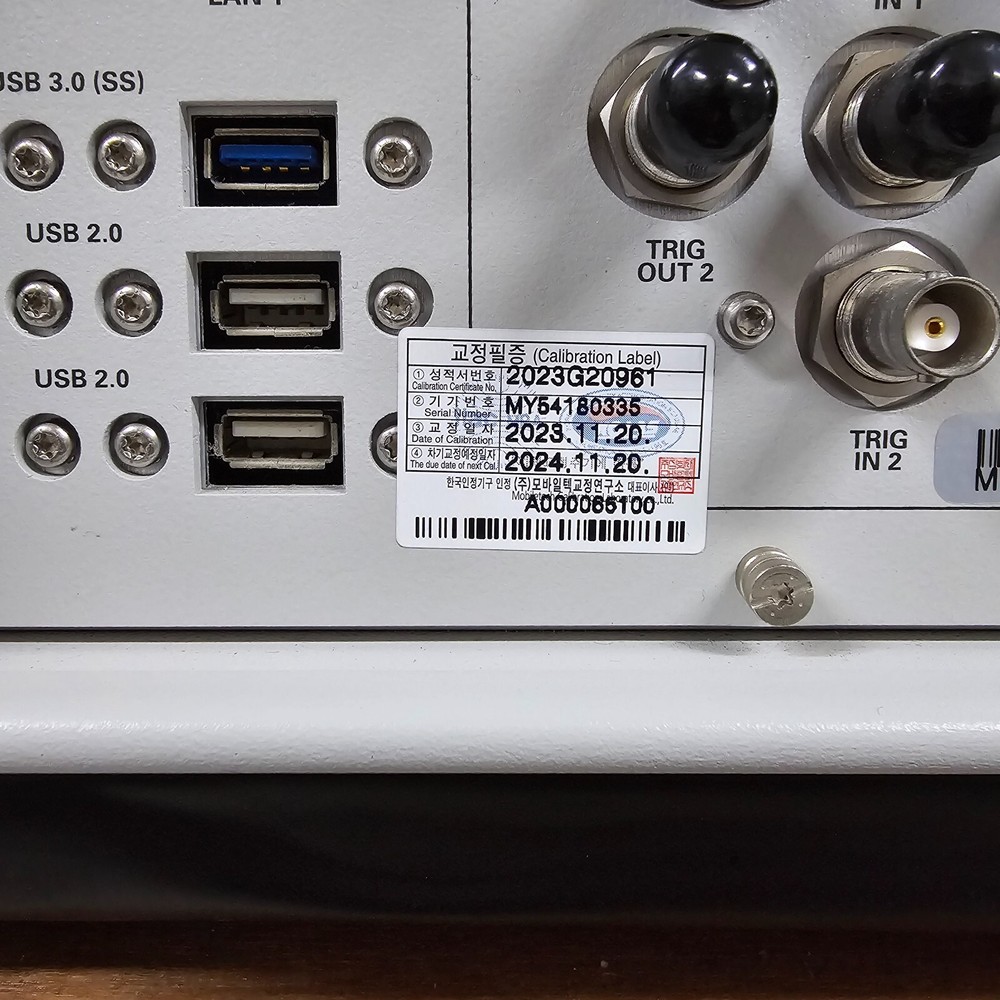 LAN 1
USB 3.0 (SS)
USB 2.0
USB 2.0
IN 1
TRIG
OUT 2
TRIG
IN 2
교정필증 (Calibration Label)
① 성적서번호 2023G20961
Calibration Certificate No.
② 기기번호 MY54180335
Serial Number
③ 교정일자 2023.11.20.
Date of Calibration
④ 차기교정예정일자 2024.11.20.
The due date of next Cal.
한국인정기구 인정 (주)모바일텍교정연구소 대표이사
A000065100
M